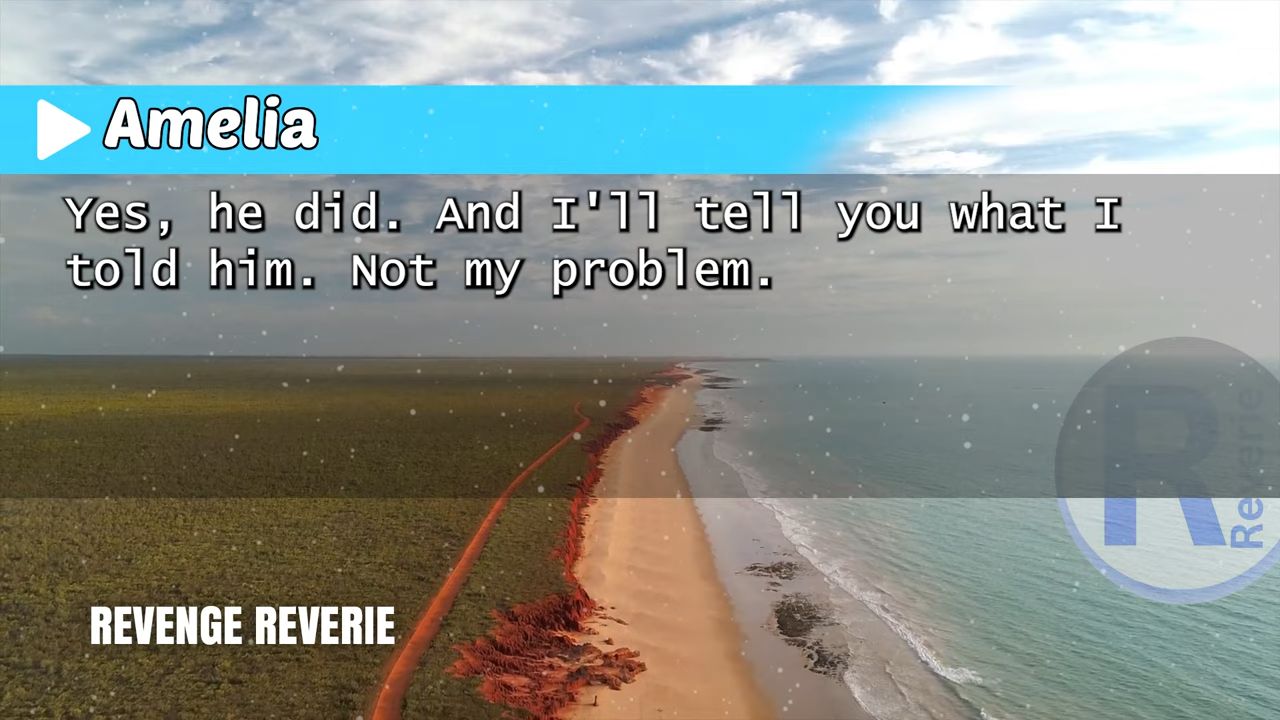 Amelia
Yes, he did. And I'll tell you what I
told him. Not my problem.
R
Reverie
REVENGE REVERIE